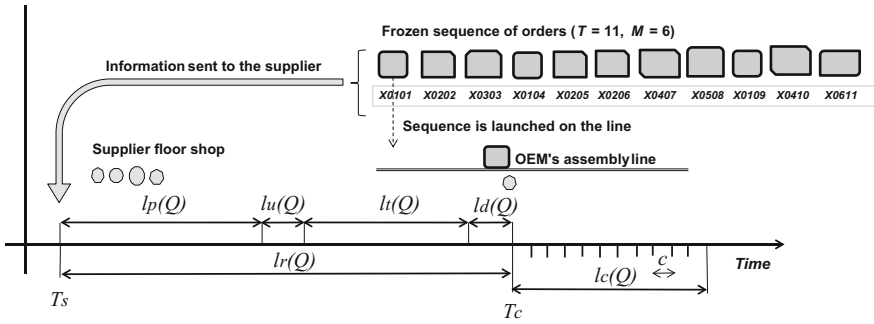 Frozen sequence of orders (T = 11, M = 6)
Information sent to the supplier
X0101 X0202 X0303 X0104 X0205 X0206 X0407 X0508 X0109 X0410 X0611
Sequence is launched on the line
Supplier floor shop
OEM's assembly line
lp(Q) lu(Q) lt(Q) ld(Q)
lr(Q) lc(Q) c Time
Ts Tc